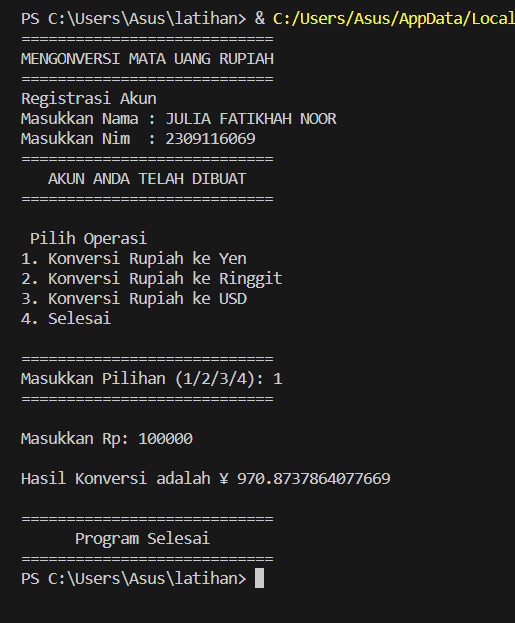 PS C:\Users\Asus\latihan> & C:/Users/Asus/AppData/Local
============================
MENGONVERSI MATA UANG RUPIAH
============================
Registrasi Akun
Masukkan Nama : JULIA FATIKHAH NOOR
Masukkan Nim  : 2309116069
============================
   AKUN ANDA TELAH DIBUAT
============================

 Pilih Operasi
1. Konversi Rupiah ke Yen
2. Konversi Rupiah ke Ringgit
3. Konversi Rupiah ke USD
4. Selesai

============================
Masukkan Pilihan (1/2/3/4): 1
============================

Masukkan Rp: 100000

Hasil Konversi adalah ¥ 970.8737864077669

============================
      Program Selesai
============================
PS C:\Users\Asus\latihan>